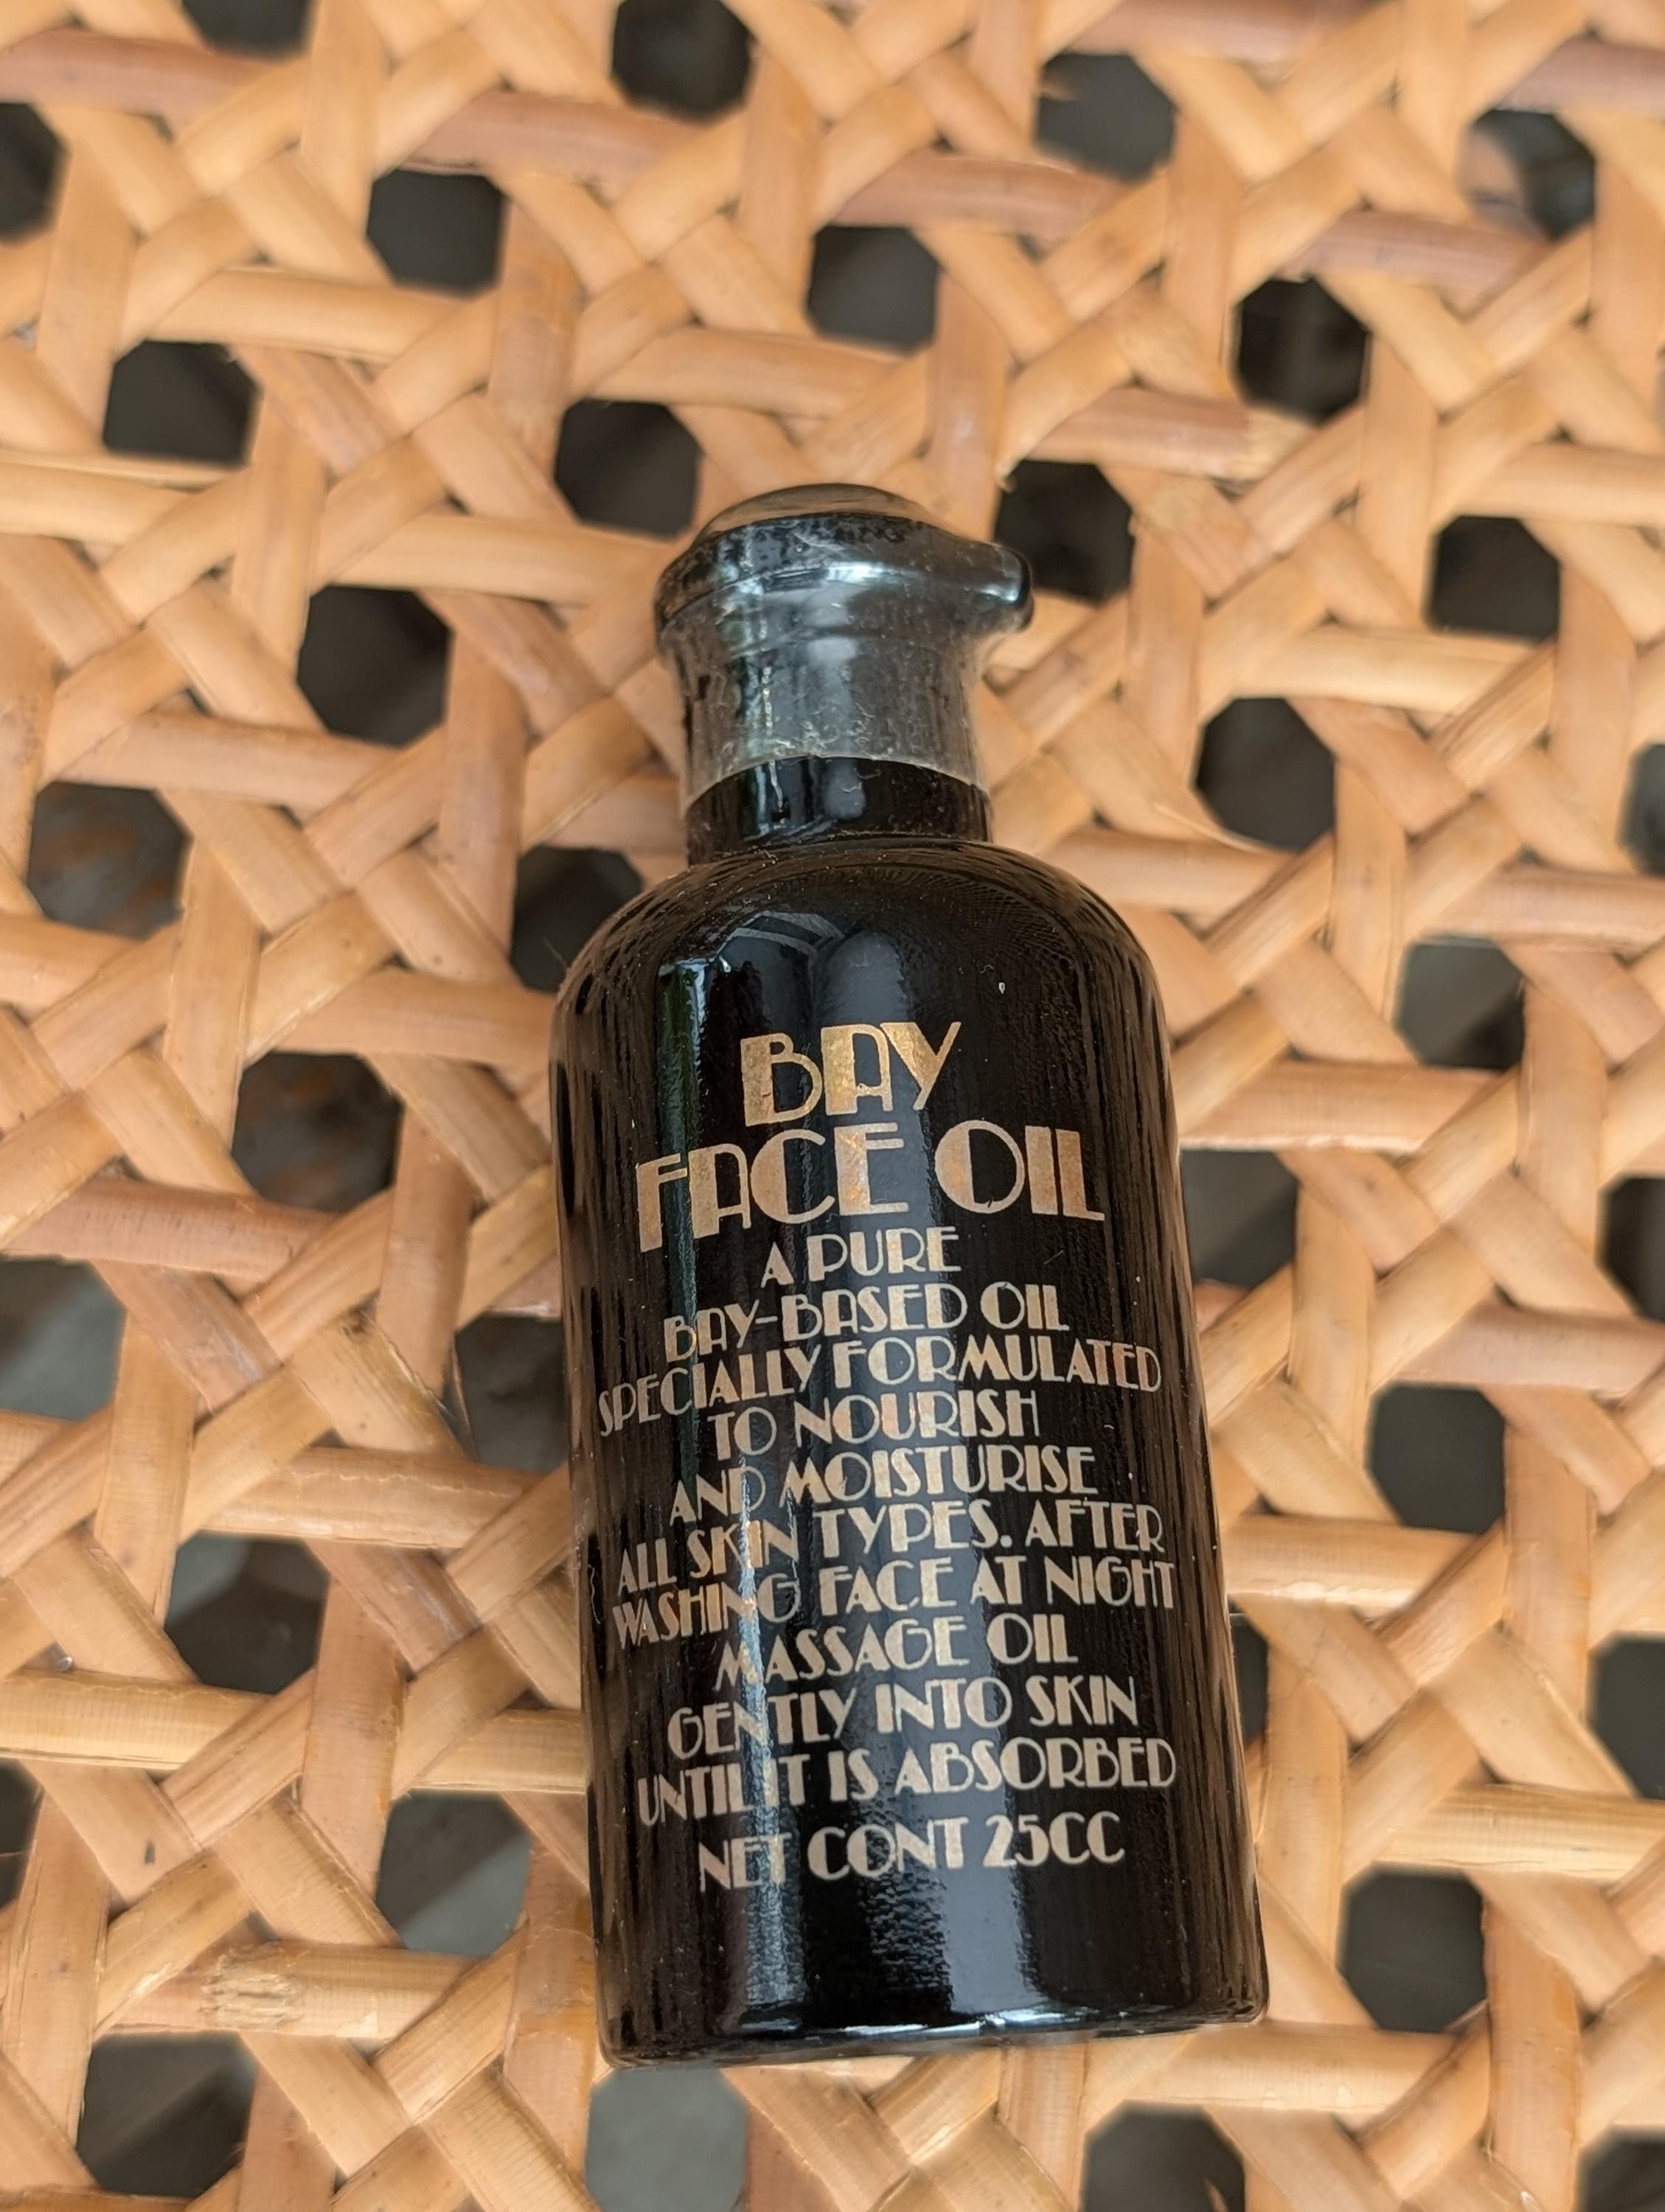 BAY
FACE OIL
A PURE
BAY-BASED OIL
SPECIALLY FORMULATED
TO NOURISH
AND MOISTURISE
ALL SKIN TYPES. AFTER
WASHING FACE AT NIGHT
MASSAGE OIL
GENTLY INTO SKIN
UNTIL IT IS ABSORBED
NET CONT 25CC